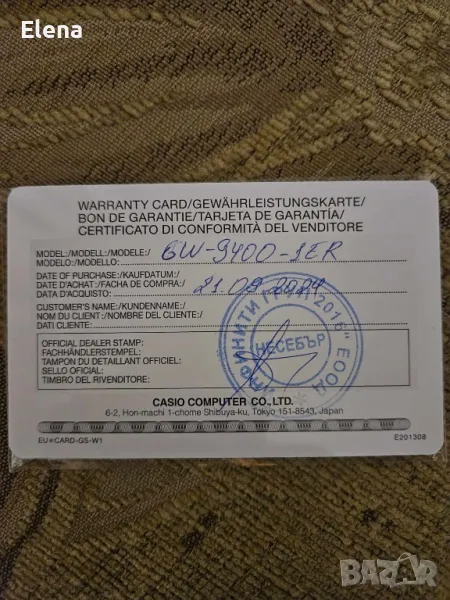 Elena
WARRANTY CARD/GEWÄHRLEISTUNGSKARTE/
BON DE GARANTIE/TARJETA DE GARANTÍA/
CERTIFICATO DI CONFORMITÀ DEL VENDITORE
MODEL:/MODELL:/MODELE:/ GW-9400-1ER
MODELO:/MODELLO:
DATE OF PURCHASE:/KAUFDATUM:/
DATE D'ACHAT:/FACHA DE COMPRA:/ 21.09.2024
DATA D'ACQUISTO:
CUSTOMER'S NAME:/KUNDENNAME:/
NOM DU CLIENT:/NOMBRE DEL CLIENTE:/
DATI CLIENTE:
OFFICIAL DEALER STAMP:
FACHHÄNDLERSTEMPEL:
TAMPON DU DETAILLANT OFFICIEL:
SELLO OFICIAL:
TIMBRO DEL RIVENDITORE:
2016" ЕООД
НЕСЕБЪР
CASIO COMPUTER CO., LTD.
6-2, Hon-machi 1-chome Shibuya-ku, Tokyo 151-8543, Japan
EU*CARD-GS-W1
E201308
BAZAR